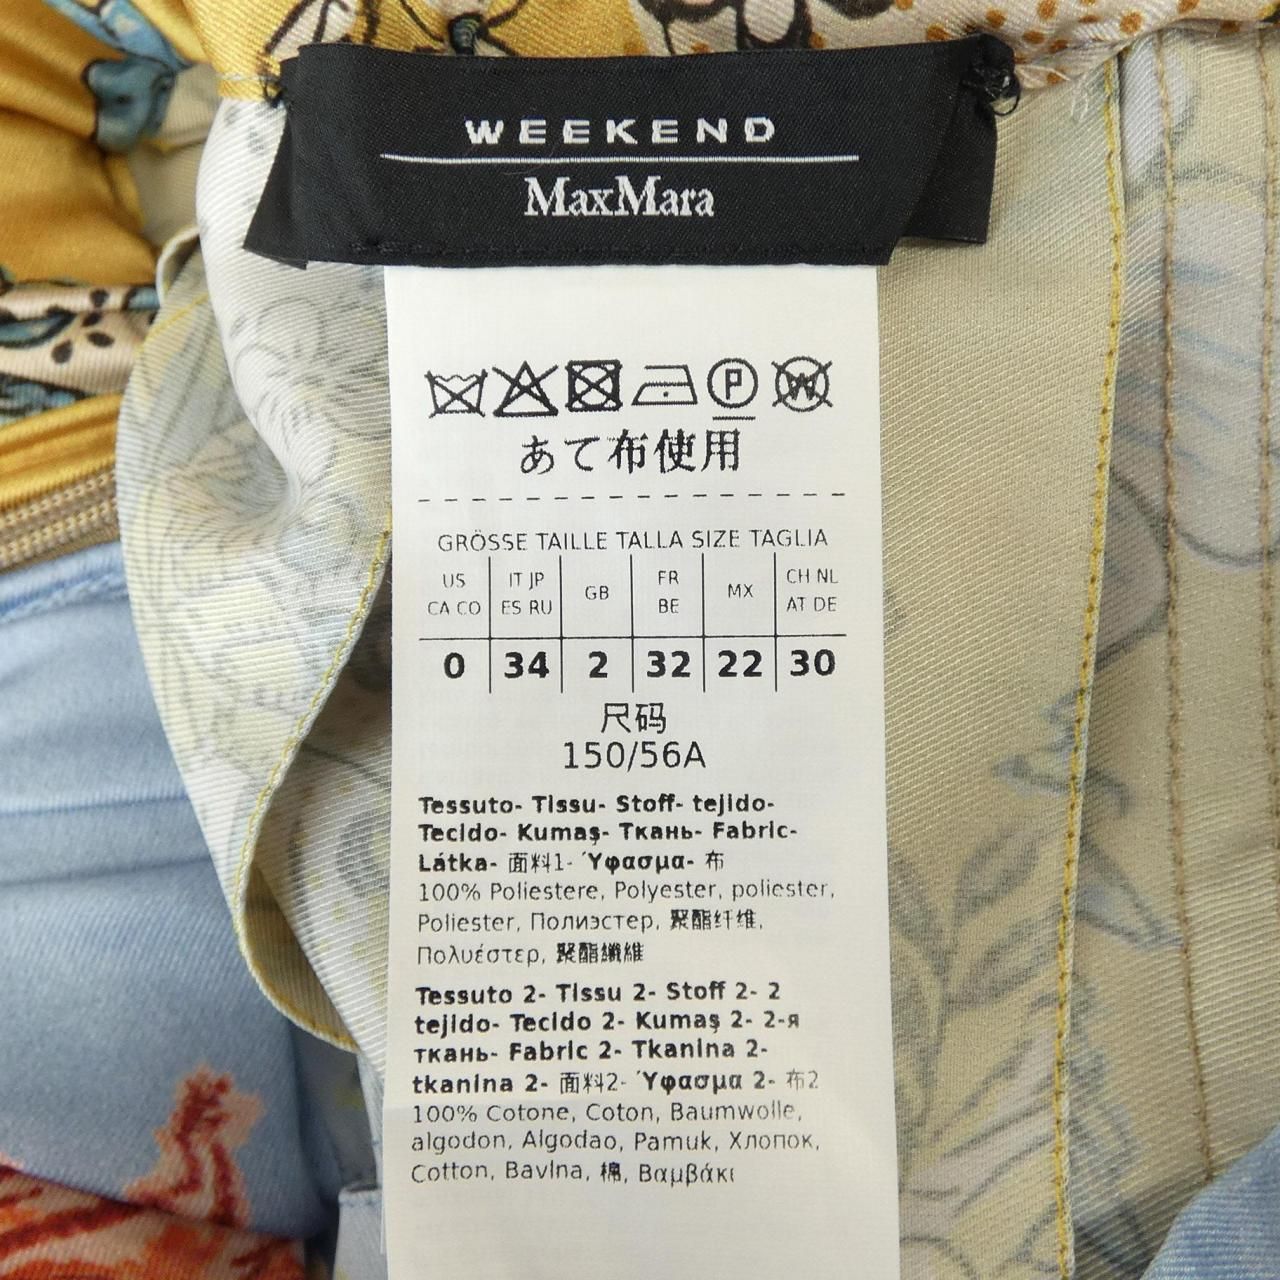 WEEKEND
MaxMara
P W
あて布使用
GRÖSSE TAILLE TALLA SIZE TAGLIA
US IT JP GB FR MX CH NL
CA CO ES RU BE AT DE
0 34 2 32 22 30
尺码
150/56A
Tessuto- Tissu- Stoff- tejido-
Tecido- Kumaş- Ткань- Fabric-
Látka- 面料1- Ύφασμα- 布
100% Poliestere, Polyester, poliester,
Poliester, Полиэстер, 聚酯纤维,
Πολυέστερ, 聚酯纖維
Tessuto 2- Tissu 2- Stoff 2- 2
tejido- Tecido 2- Kumaş 2- 2-я
ткань- Fabric 2- Tkanina 2-
tkanina 2- 面料2- Ύφασμα 2- 布2
100% Cotone, Coton, Baumwolle,
algodon, Algodao, Pamuk, Хлопок,
Cotton, Bavlna, 棉, Βαμβάκι